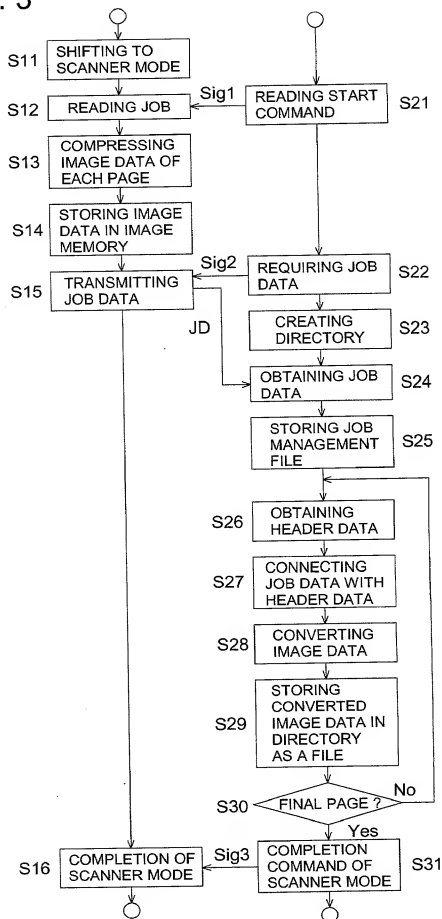 S11
SHIFTING TO
SCANNER MODE
S12
READING JOB
Sig1
READING START
COMMAND
S21
S13
COMPRESSING
IMAGE DATA OF
EACH PAGE
S14
STORING IMAGE
DATA IN IMAGE
MEMORY
S15
TRANSMITTING
JOB DATA
Sig2
REQUIRING JOB
DATA
S22
CREATING
DIRECTORY
S23
JD
OBTAINING JOB
DATA
S24
STORING JOB
MANAGEMENT
FILE
S25
S26
OBTAINING
HEADER DATA
S27
CONNECTING
JOB DATA WITH
HEADER DATA
S28
CONVERTING
IMAGE DATA
S29
STORING
CONVERTED
IMAGE DATA IN
DIRECTORY
AS A FILE
S30
FINAL PAGE ?
No
Yes
S16
COMPLETION OF
SCANNER MODE
Sig3
COMPLETION
COMMAND OF
SCANNER MODE
S31